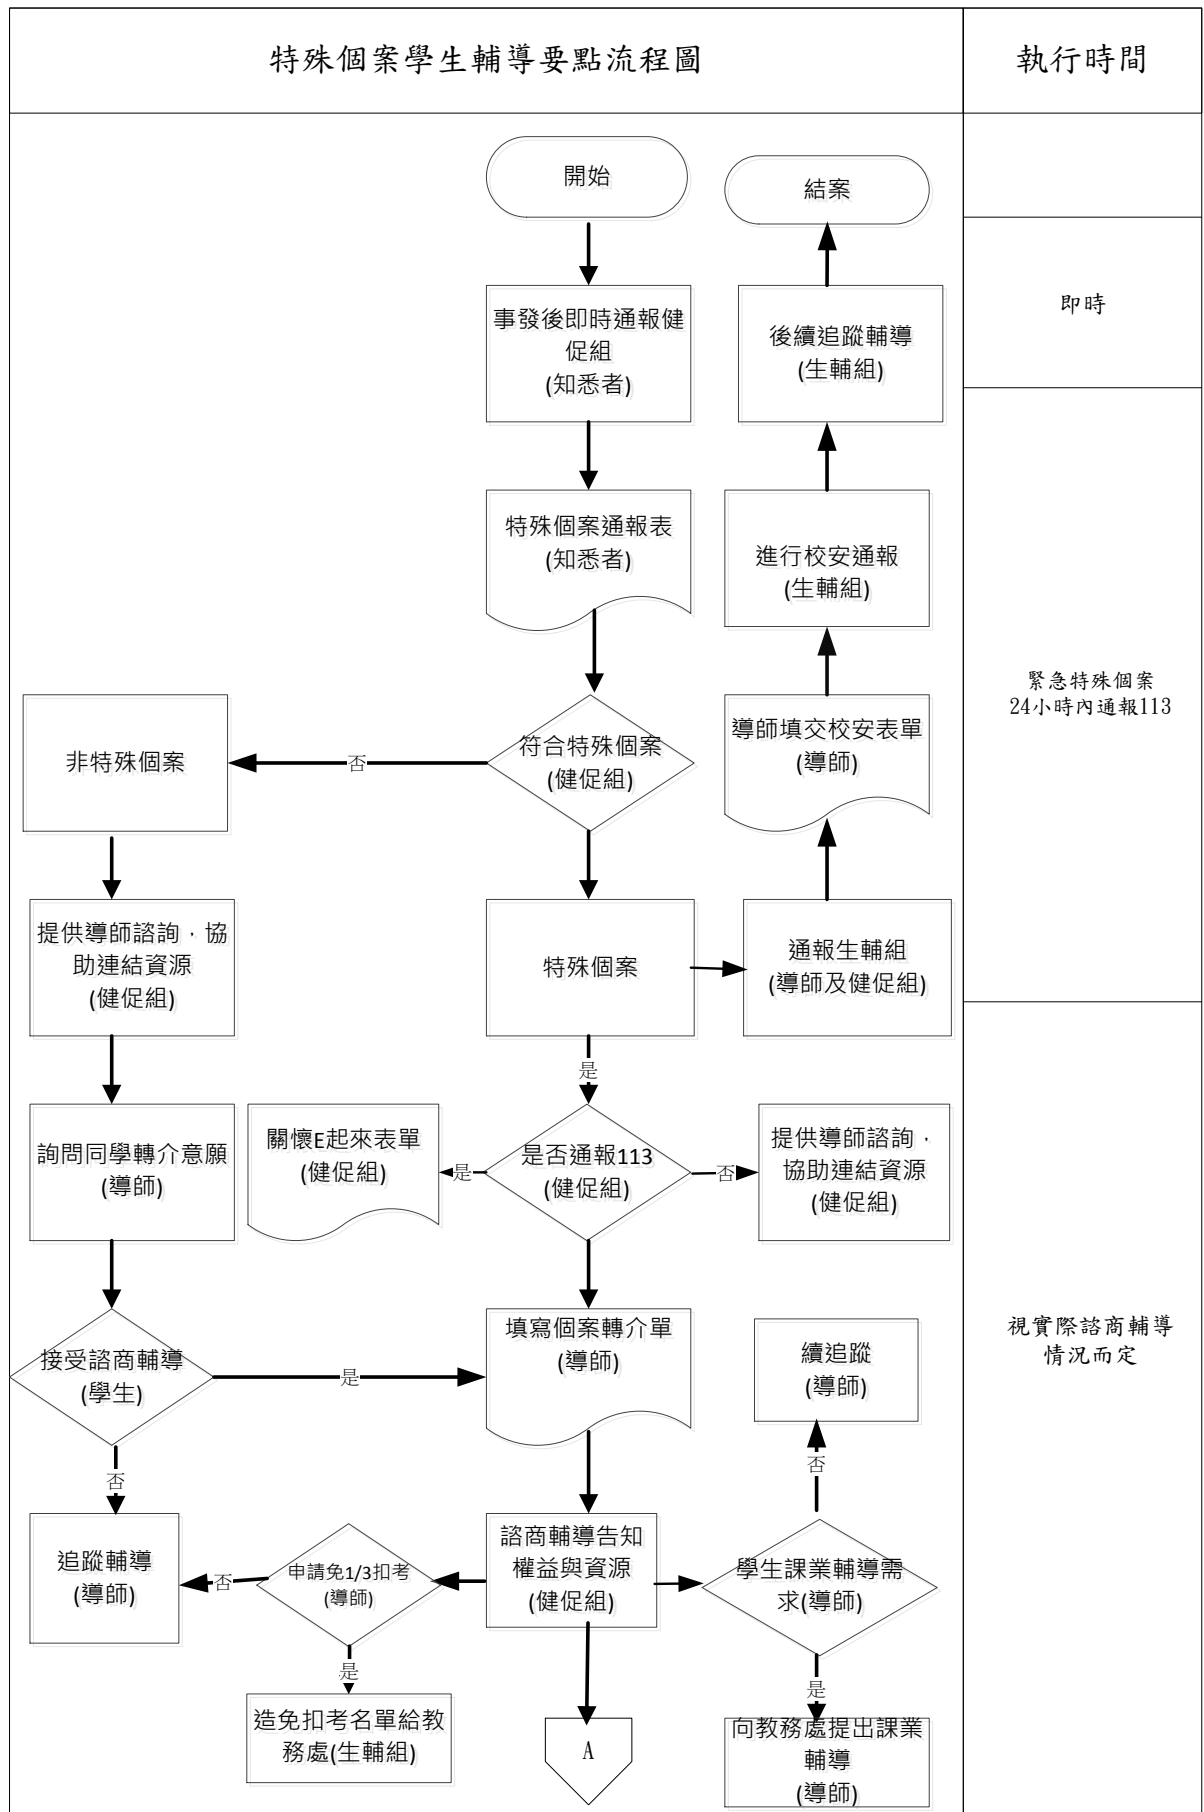 特殊個案學生輔導要點流程圖
執行時間
開始
結案
事發後即時通報健
促組
(知悉者)
後續追蹤輔導
(生輔組)
即時
特殊個案通報表
(知悉者)
進行校安通報
(生輔組)
緊急特殊個案
24小時內通報113
非特殊個案
否
符合特殊個案
(健促組)
導師填交校安表單
(導師)
提供導師諮詢，協
助連結資源
(健促組)
特殊個案
通報生輔組
(導師及健促組)
是
詢問同學轉介意願
(導師)
關懷E起來表單
(健促組)
是
是否通報113
(健促組)
否
提供導師諮詢，
協助連結資源
(健促組)
接受諮商輔導
(學生)
是
填寫個案轉介單
(導師)
續追蹤
(導師)
視實際諮商輔導
情況而定
否
否
追蹤輔導
(導師)
否
申請免1/3扣考
(導師)
諮商輔導告知
權益與資源
(健促組)
學生課業輔導需
求(導師)
是
是
造免扣考名單給教
務處(生輔組)
A
向教務處提出課業
輔導
(導師)